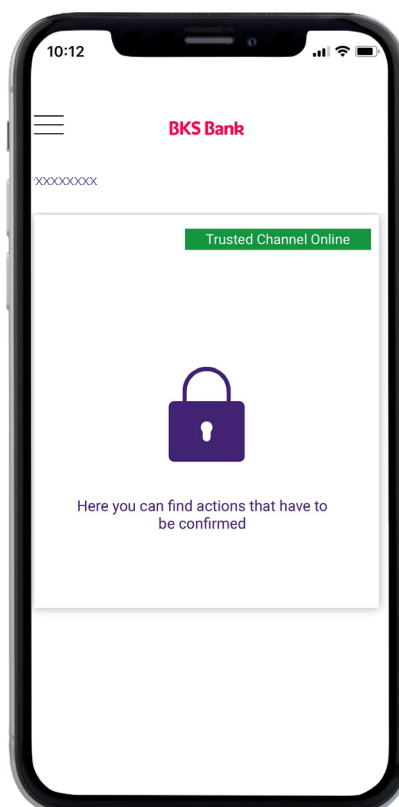 10:12
BKS Bank
XXXXXXXX
Trusted Channel Online
Here you can find actions that have to
be confirmed